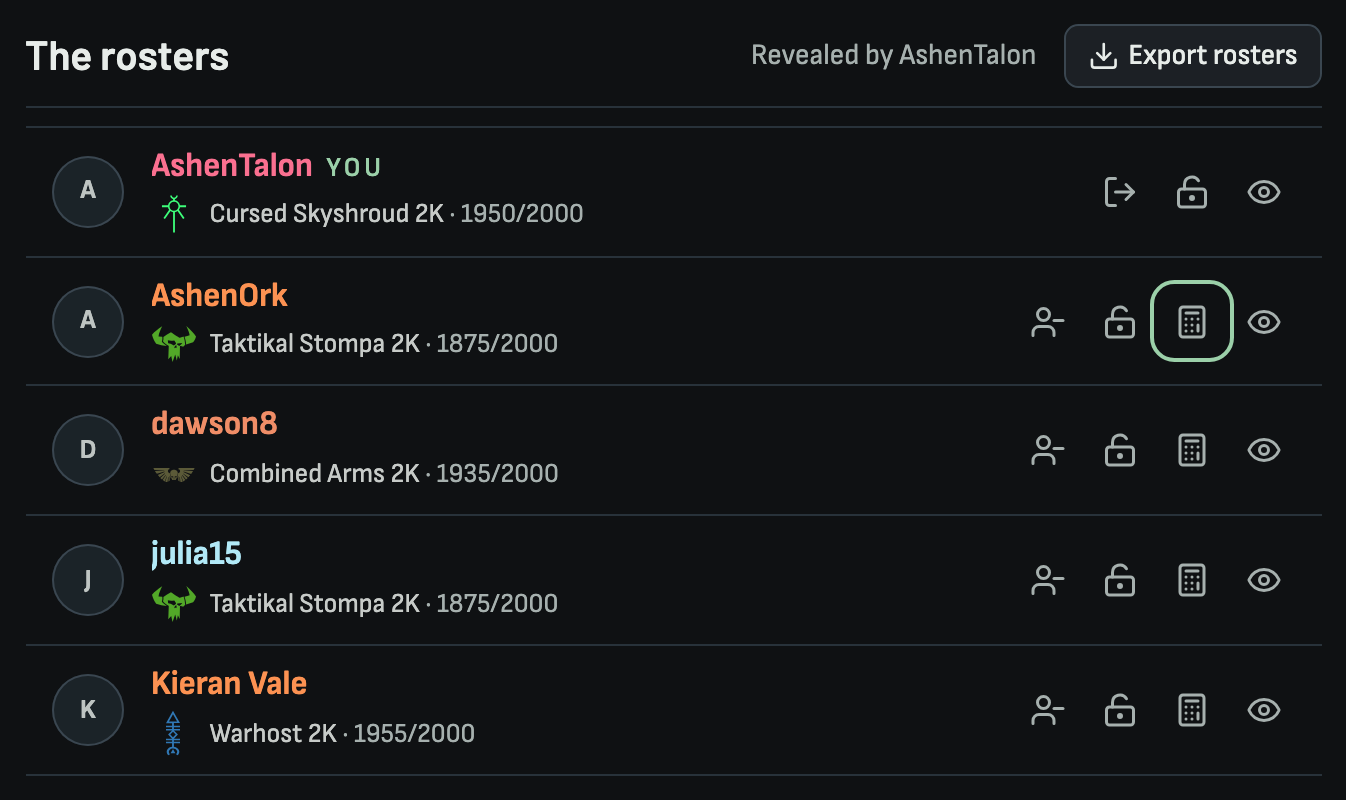 The rosters
Revealed by AshenTalon
Export rosters
A
AshenTalon YOU
Cursed Skyshroud 2K · 1950/2000
A
AshenOrk
Taktikal Stompa 2K · 1875/2000
D
dawson8
Combined Arms 2K · 1935/2000
J
julia15
Taktikal Stompa 2K · 1875/2000
K
Kieran Vale
Warhost 2K · 1955/2000